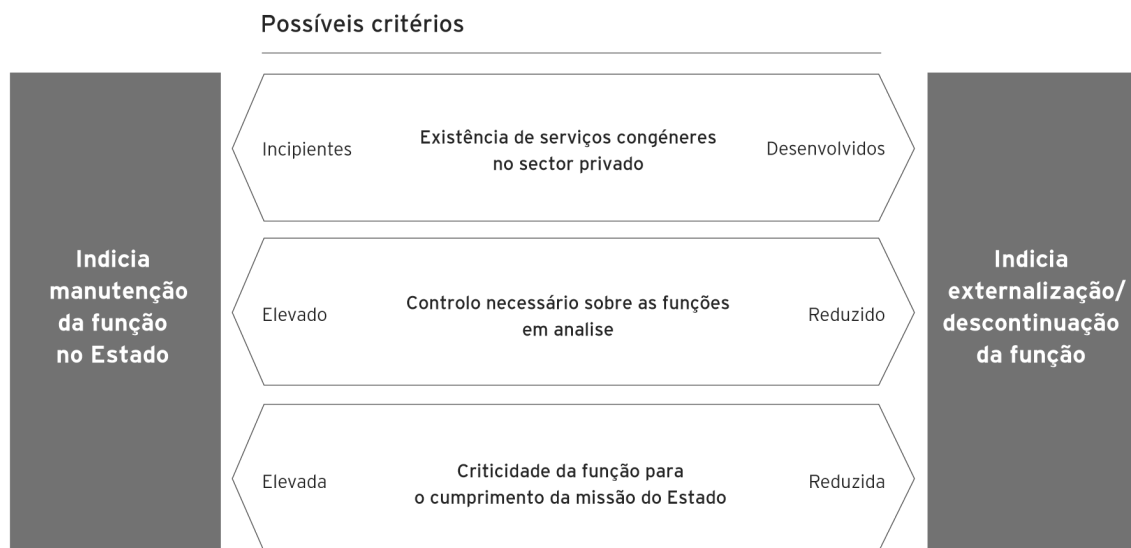 Possíveis critérios
Indicia
manutenção
da função
no Estado
Incipientes
Existência de serviços congéneres
no sector privado
Desenvolvidos
Elevado
Controlo necessário sobre as funções
em analise
Reduzido
Elevada
Criticidade da função para
o cumprimento da missão do Estado
Reduzida
Indicia
externalização/
descontinuação
da função